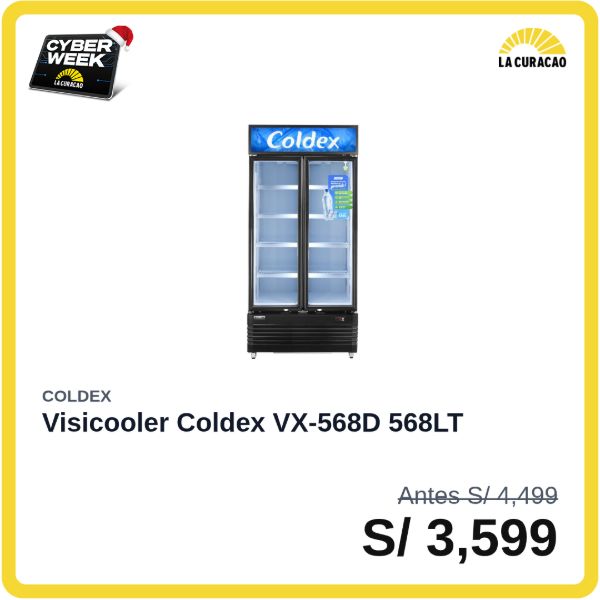 CYBER
WEEK
LA CURACAO
LA CURACAO
Coldex
COLDEX
Visicooler Coldex VX-568D 568LT
Antes S/ 4,499
S/ 3,599